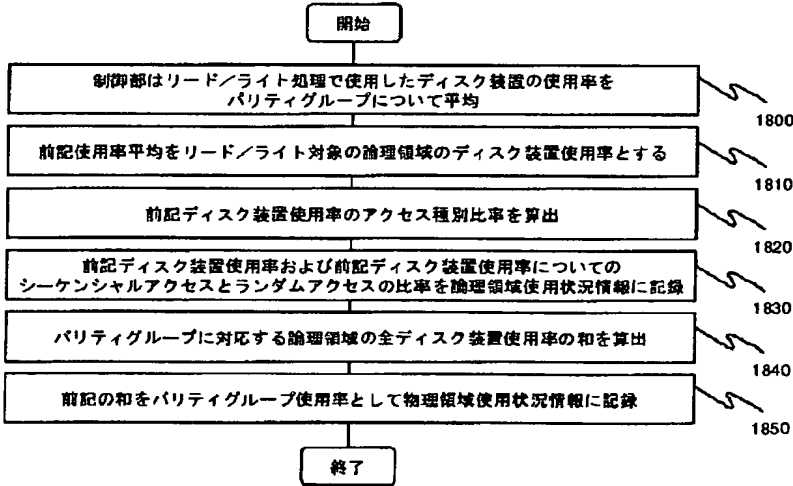 開始
制御部はリード／ライト処理で使用したディスク装置の使用率を
パリティグループについて平均
1800
前記使用率平均をリード／ライト対象の論理領域のディスク装置使用率とする
1810
前記ディスク装置使用率のアクセス種別比率を算出
1820
前記ディスク装置使用率および前記ディスク装置使用率についての
シーケンシャルアクセスとランダムアクセスの比率を論理領域使用状況情報に記録
1830
パリティグループに対応する論理領域の全ディスク装置使用率の和を算出
1840
前記の和をパリティグループ使用率として物理領域使用状況情報に記録
1850
終了